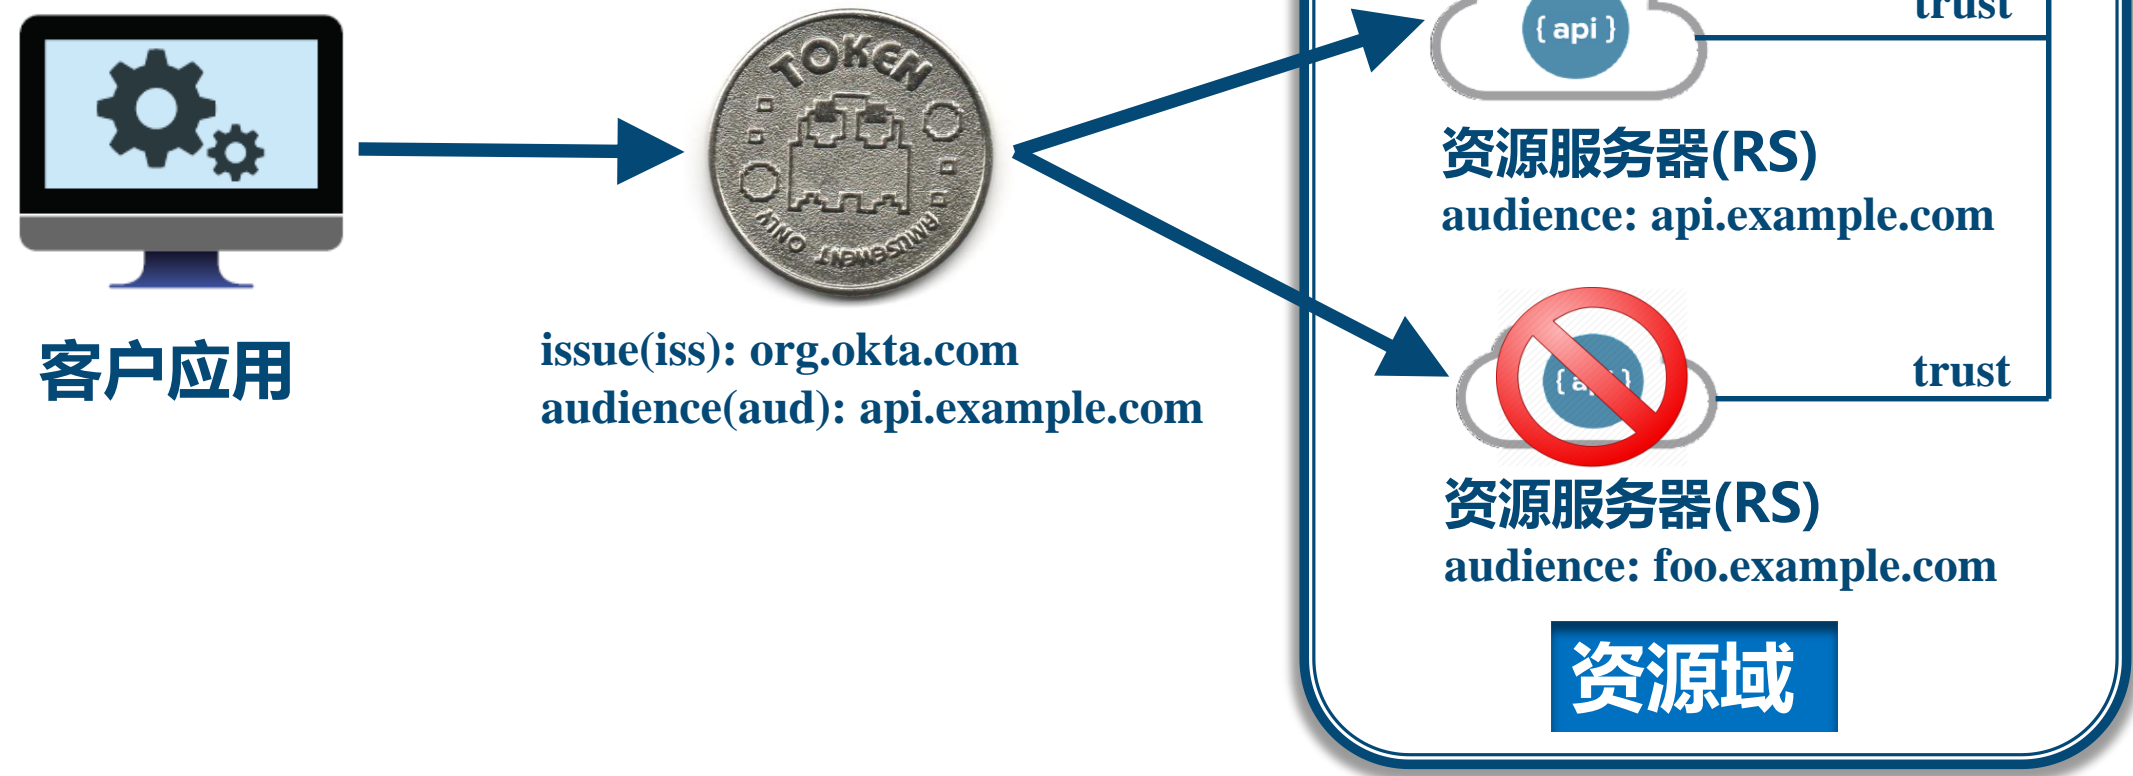 trust
{ api }
TOKEN
AMUSEMENT ONLY
资源服务器(RS)
audience: api.example.com
客户应用
issue(iss): org.okta.com
audience(aud): api.example.com
trust
资源服务器(RS)
audience: foo.example.com
资源域